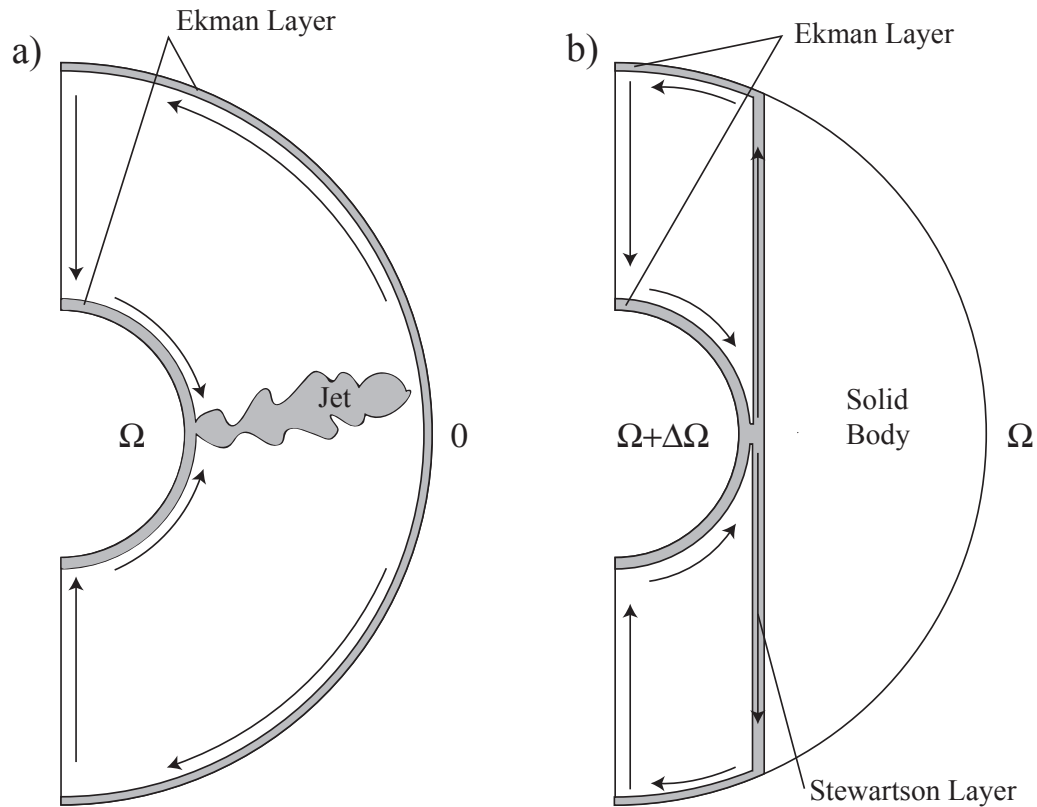 a)
Ekman Layer
Jet
Ω
0
b)
Ekman Layer
Ω+ΔΩ
Solid
Body
Ω
Stewartson Layer